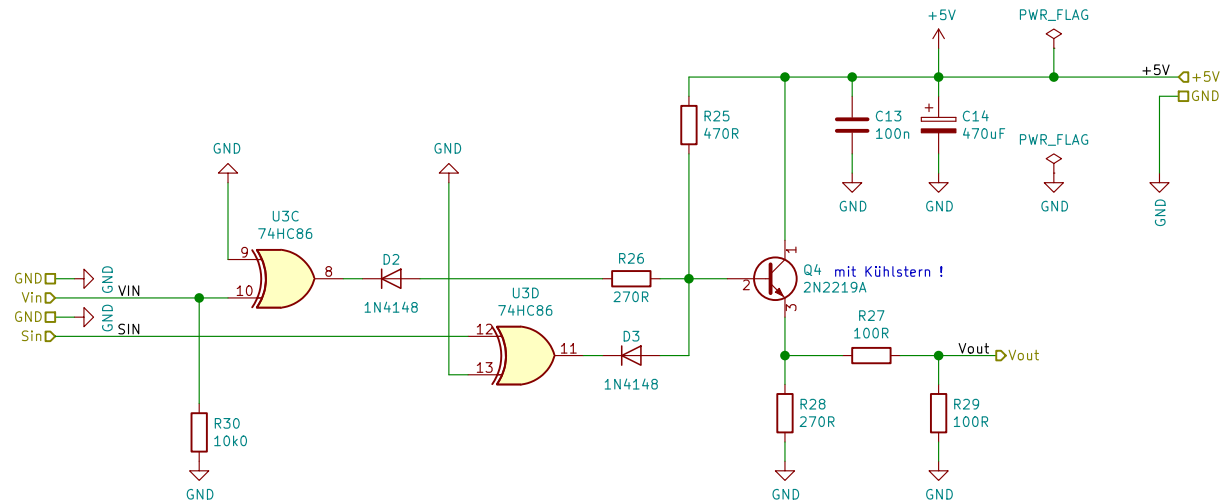 +5V
PWR_FLAG
+5V
+5V
GND
R25
470R
C13
100n
+
C14
470uF
PWR_FLAG
GND
GND
GND
GND
GND
GND
U3C
74HC86
9
8
10
D2
1N4148
R26
270R
1
2
3
Q4
2N2219A
mit Kühlstern !
GND
GND
Vin
VIN
GND
GND
Sin
SIN
U3D
74HC86
12
11
13
D3
1N4148
R27
100R
Vout
Vout
R30
10k0
GND
R28
270R
GND
R29
100R
GND